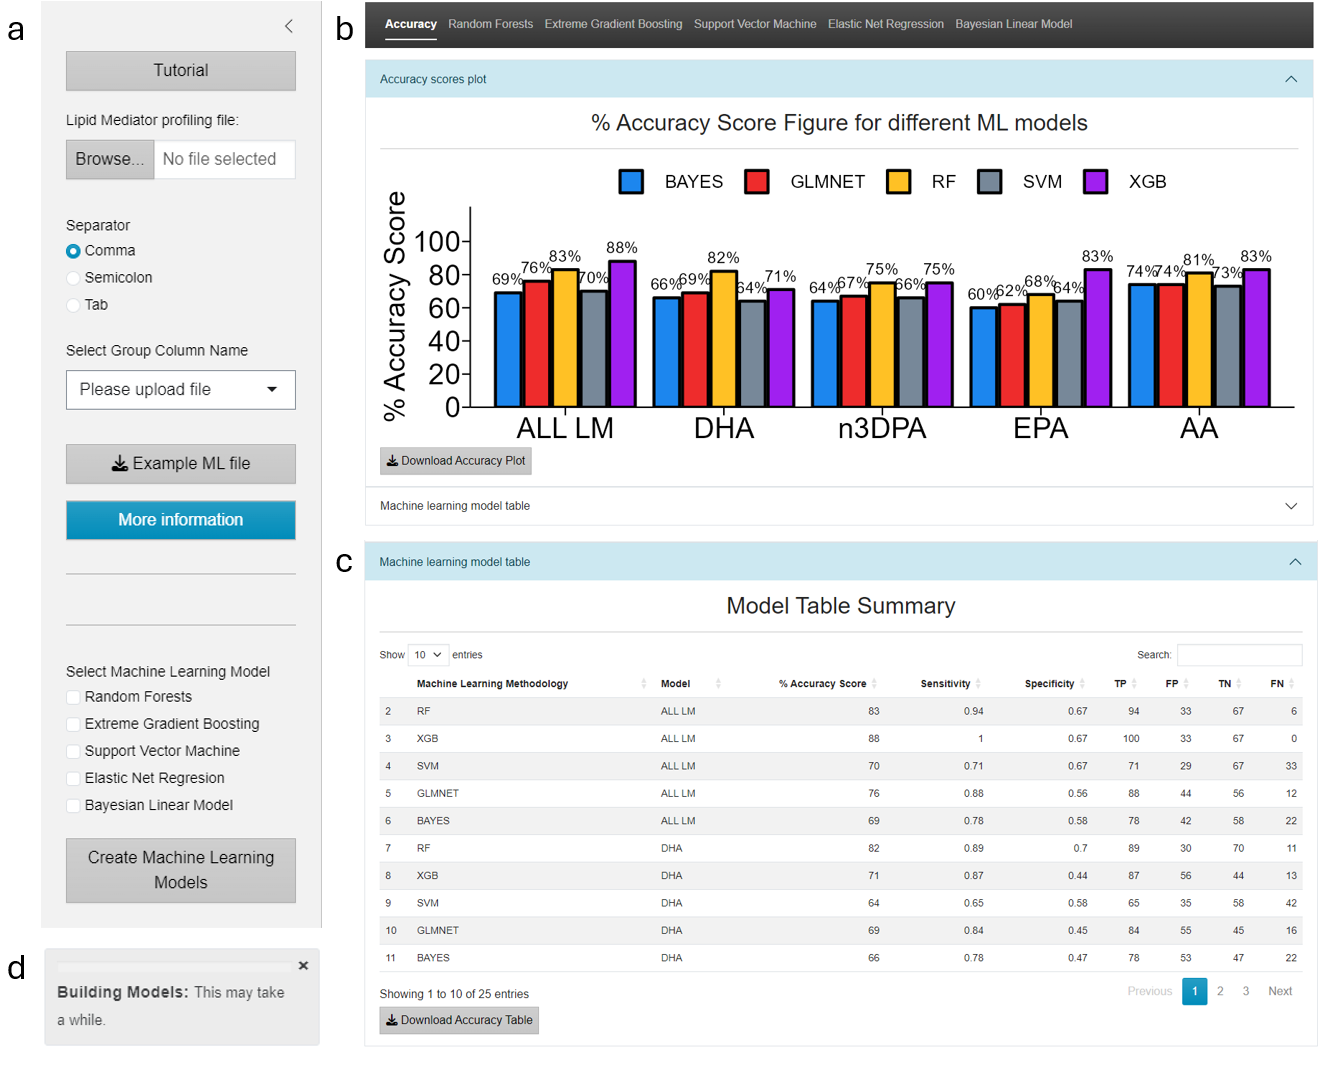 a
Tutorial
Lipid Mediator profiling file:
Browse... No file selected
Separator
Comma
Semicolon
Tab
Select Group Column Name
Please upload file
Example ML file
More information
Select Machine Learning Model
Random Forests
Extreme Gradient Boosting
Support Vector Machine
Elastic Net Regresion
Bayesian Linear Model
Create Machine Learning
Models
b
Accuracy Random Forests Extreme Gradient Boosting Support Vector Machine Elastic Net Regression Bayesian Linear Model
Accuracy scores plot
% Accuracy Score Figure for different ML models
BAYES GLMNET RF SVM XGB
% Accuracy Score
100
80
60
40
20
0
69% 76% 83% 70% 88%
66% 69% 82% 64% 71%
64% 67% 75% 66% 75%
60% 62% 68% 64% 83%
74% 74% 81% 73% 83%
ALL LM DHA n3DPA EPA AA
Download Accuracy Plot
Machine learning model table
c
Machine learning model table
Model Table Summary
Show 10 entries Search:
Machine Learning Methodology Model % Accuracy Score Sensitivity Specificity TP FP TN FN
2 RF ALL LM 83 0.94 0.67 94 33 67 6
3 XGB ALL LM 88 1 0.67 100 33 67 0
4 SVM ALL LM 70 0.71 0.67 71 29 67 33
5 GLMNET ALL LM 76 0.88 0.56 88 44 56 12
6 BAYES ALL LM 69 0.78 0.58 78 42 58 22
7 RF DHA 82 0.89 0.7 89 30 70 11
8 XGB DHA 71 0.87 0.44 87 56 44 13
9 SVM DHA 64 0.65 0.58 65 35 58 42
10 GLMNET DHA 69 0.84 0.45 84 55 45 16
11 BAYES DHA 66 0.78 0.47 78 53 47 22
Showing 1 to 10 of 25 entries
Previous 1 2 3 Next
Download Accuracy Table
d
×
Building Models: This may take
a while.